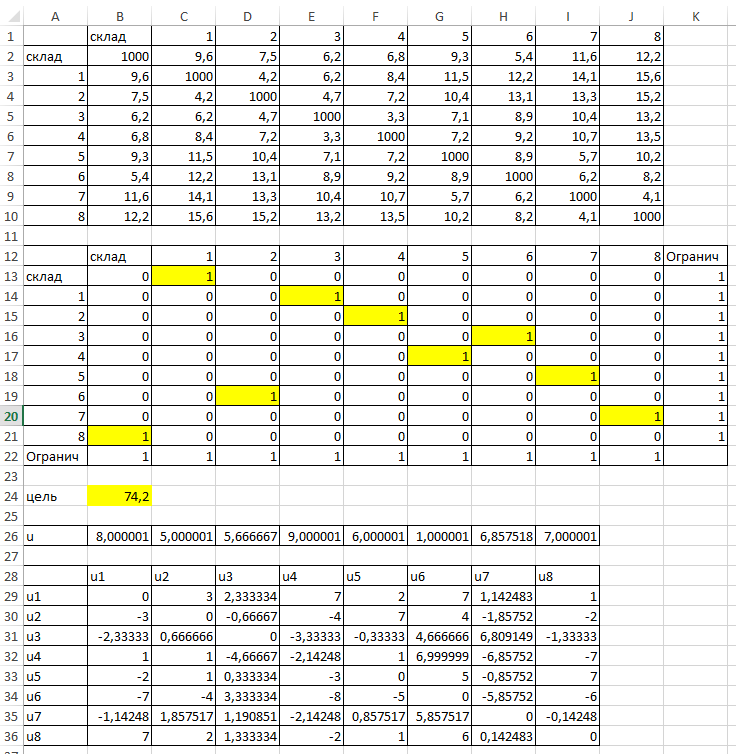 A B C D E F G H I J K
1 склад 1 2 3 4 5 6 7 8
2 склад 1000 9,6 7,5 6,2 6,8 9,3 5,4 11,6 12,2
3 1 9,6 1000 4,2 6,2 8,4 11,5 12,2 14,1 15,6
4 2 7,5 4,2 1000 4,7 7,2 10,4 13,1 13,3 15,2
5 3 6,2 6,2 4,7 1000 3,3 7,1 8,9 10,4 13,2
6 4 6,8 8,4 7,2 3,3 1000 7,2 9,2 10,7 13,5
7 5 9,3 11,5 10,4 7,1 7,2 1000 8,9 5,7 10,2
8 6 5,4 12,2 13,1 8,9 9,2 8,9 1000 6,2 8,2
9 7 11,6 14,1 13,3 10,4 10,7 5,7 6,2 1000 4,1
10 8 12,2 15,6 15,2 13,2 13,5 10,2 8,2 4,1 1000
11
12 склад 1 2 3 4 5 6 7 8 Огранич
13 склад 0 1 0 0 0 0 0 0 0 1
14 1 0 0 0 1 0 0 0 0 0 1
15 2 0 0 0 0 1 0 0 0 0 1
16 3 0 0 0 0 0 0 1 0 0 1
17 4 0 0 0 0 0 1 0 0 0 1
18 5 0 0 0 0 0 0 0 1 0 1
19 6 0 0 1 0 0 0 0 0 0 1
20 7 0 0 0 0 0 0 0 0 1 1
21 8 1 0 0 0 0 0 0 0 0 1
22 Огранич 1 1 1 1 1 1 1 1 1
23
24 цель 74,2
25
26 u 8,000001 5,000001 5,666667 9,000001 6,000001 1,000001 6,857518 7,000001
27
28 u1 u2 u3 u4 u5 u6 u7 u8
29 u1 0 3 2,333334 7 2 7 1,142483 1
30 u2 -3 0 -0,66667 -4 7 4 -1,85752 -2
31 u3 -2,33333 0,666666 0 -3,33333 -0,33333 4,666666 6,809149 -1,33333
32 u4 1 1 -4,66667 -2,14248 1 6,999999 -6,85752 -7
33 u5 -2 1 0,333334 -3 0 5 -0,85752 7
34 u6 -7 -4 3,333334 -8 -5 0 -5,85752 -6
35 u7 -1,14248 1,857517 1,190851 -2,14248 0,857517 5,857517 0 -0,14248
36 u8 7 2 1,333334 -2 1 6 0,142483 0